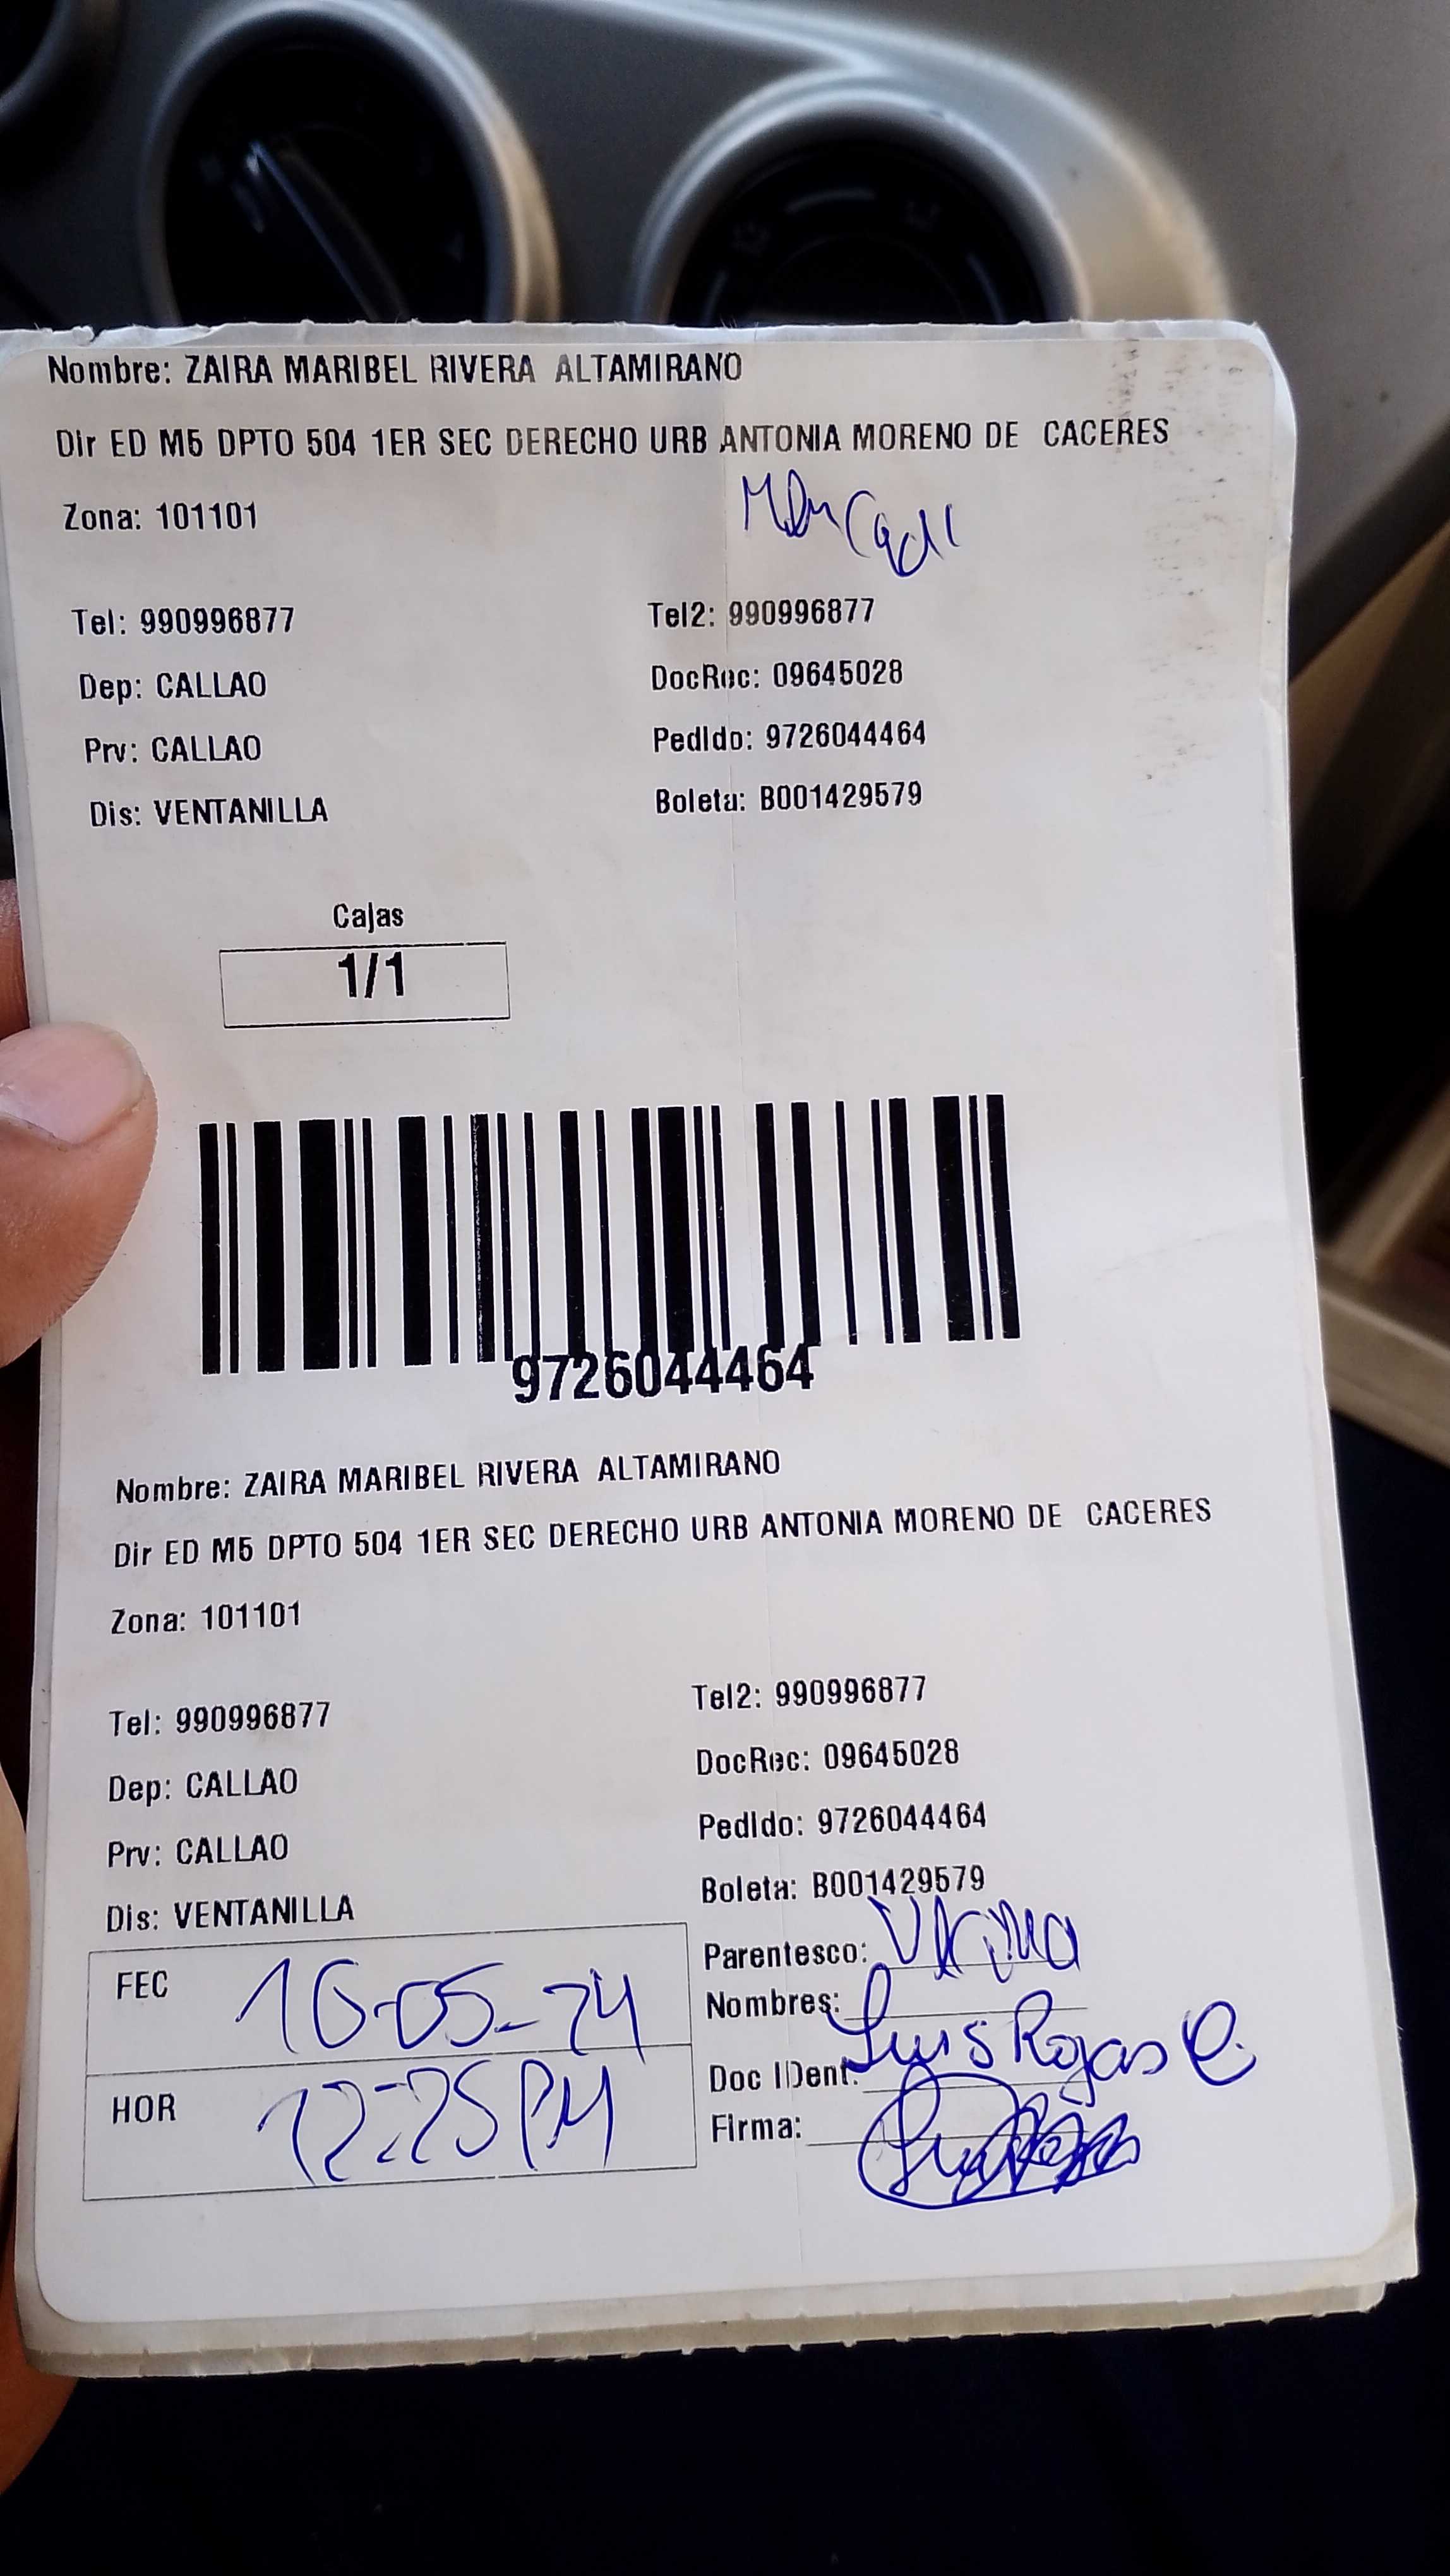 Nombre: ZAIRA MARIBEL RIVERA ALTAMIRANO
Dir ED M5 DPTO 504 1ER SEC DERECHO URB ANTONIA MORENO DE CACERES
Zona: 101101
Tel: 990996877 Tel2: 990996877
Dep: CALLAO DocRec: 09645028
Prv: CALLAO Pedido: 9726044464
Dis: VENTANILLA Boleta: B001429579
Cajas
1/1
9726044464
Nombre: ZAIRA MARIBEL RIVERA ALTAMIRANO
Dir ED M5 DPTO 504 1ER SEC DERECHO URB ANTONIA MORENO DE CACERES
Zona: 101101
Tel: 990996877 Tel2: 990996877
Dep: CALLAO DocRec: 09645028
Prv: CALLAO Pedido: 9726044464
Dis: VENTANILLA Boleta: B001429579
FEC 16-05-24 Parentesco:
Nombres: Luis Rojas C.
HOR 12:25 PM Doc IDent:
Firma: